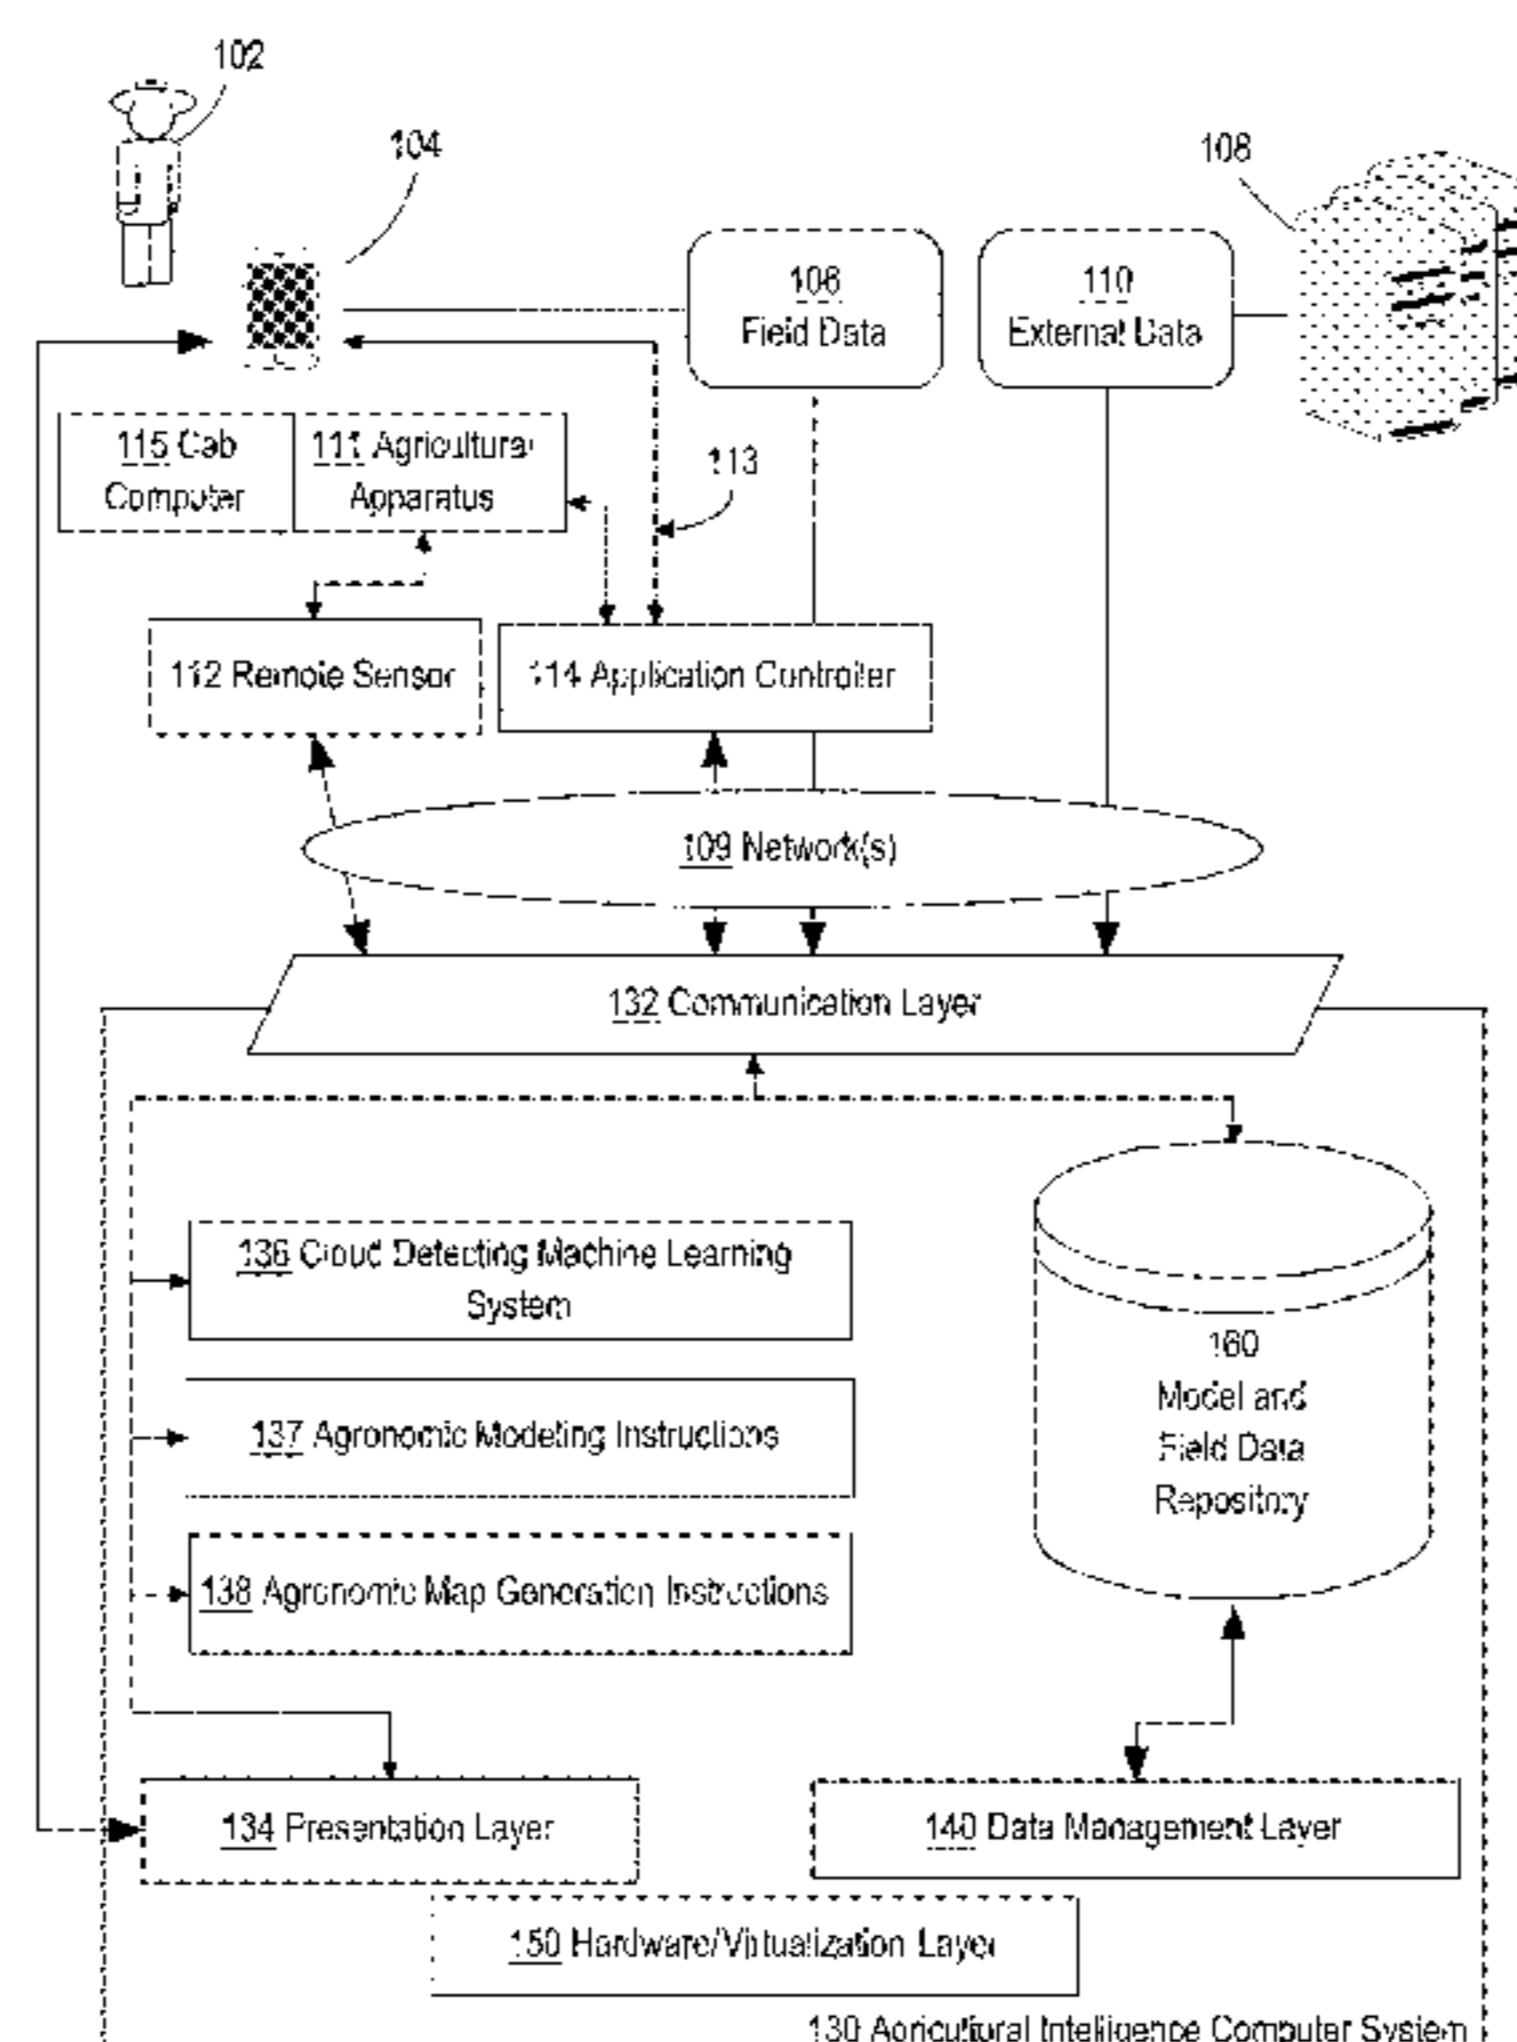 102
104
108
106
Field Data
110
External Data
115 Cab
Computer
111 Agricultural
Apparatus
113
112 Remote Sensor
114 Application Controller
109 Network(s)
132 Communication Layer
136 Cloud Detecting Machine Learning
System
137 Agronomic Modeling Instructions
138 Agronomic Map Generation Instructions
160
Model and
Field Data
Repository
134 Presentation Layer
140 Data Management Layer
150 Hardware/Virtualization Layer
130 Agricultural Intelligence Computer System